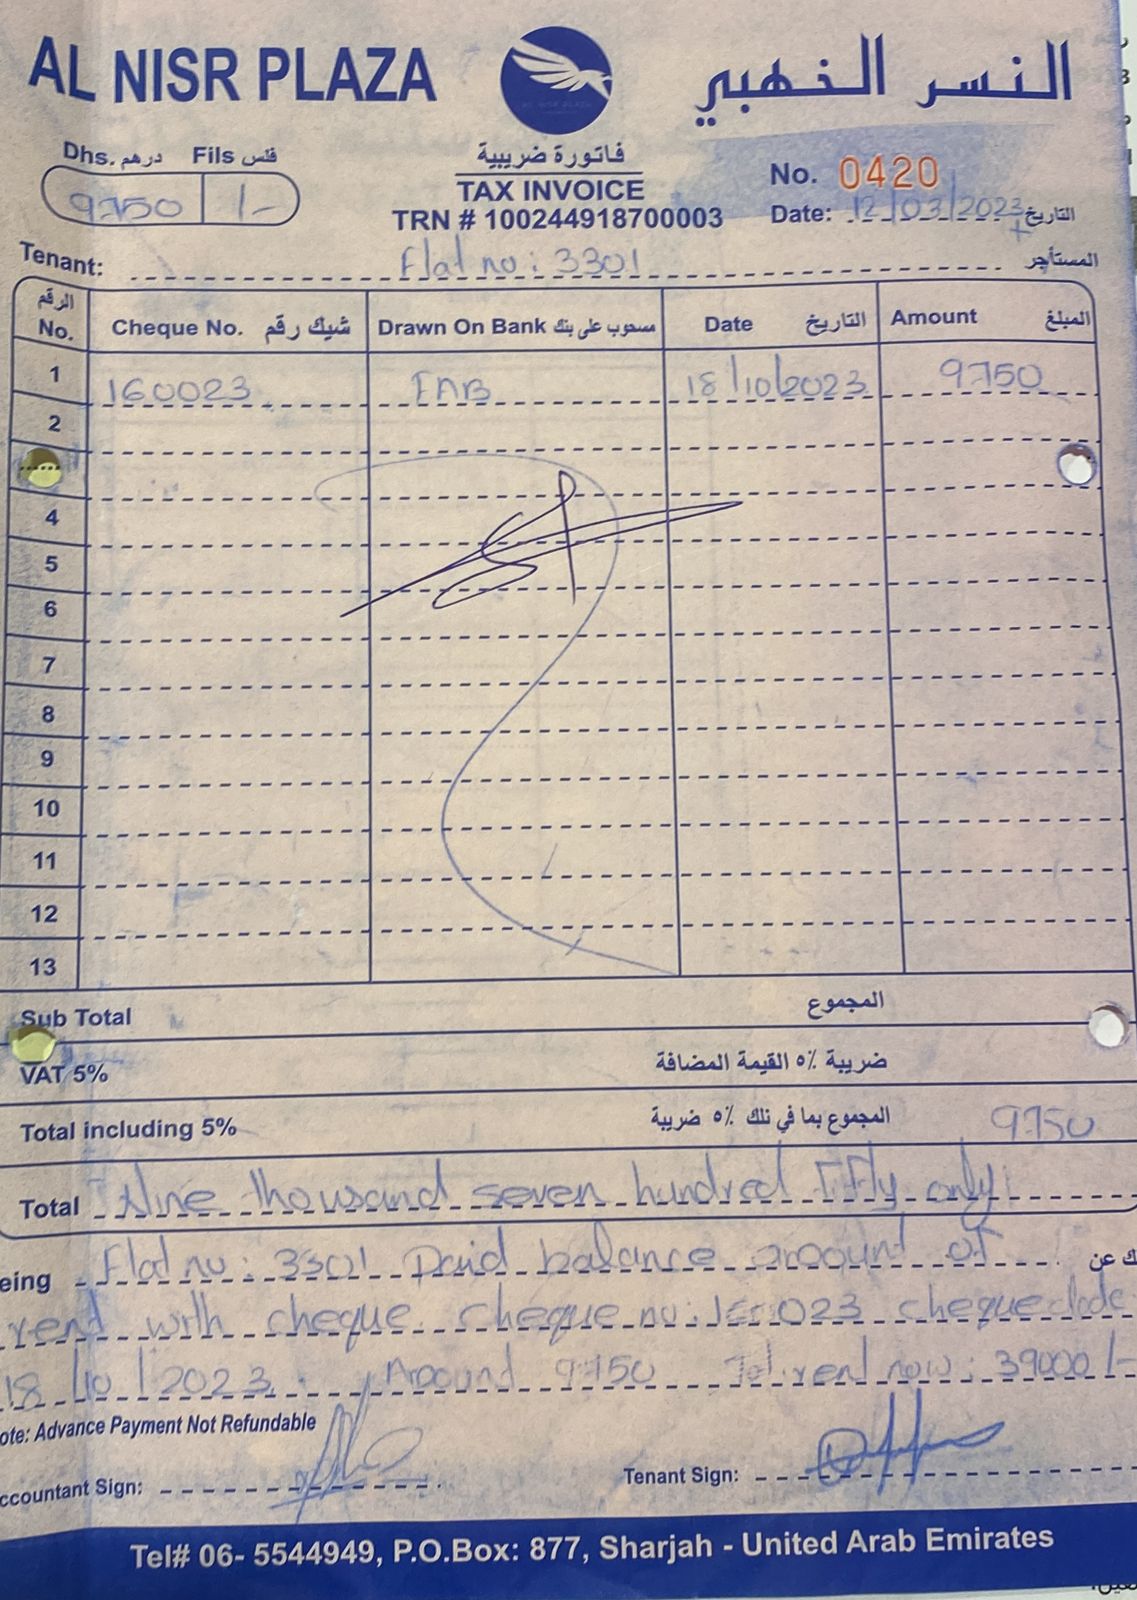 AL NISR PLAZA
النسر الذهبي
فاتورة ضريبية
TAX INVOICE
TRN # 100244918700003
Dhs. درهم Fils فلس
9750 /-
No. 0420
Date: 12/03/2023 التاريخ
Tenant: Flat no: 3301 المستأجر
الرقم No. Cheque No. شيك رقم Drawn On Bank مسحوب على بنك Date التاريخ Amount المبلغ
1 160023 FAB 18/10/2023 9750
2
4
5
6
7
8
9
10
11
12
13
Sub Total المجموع
VAT 5% ضريبة ٥٪ القيمة المضافة
Total including 5% المجموع بما في ذلك ٥٪ ضريبة 9750
Total Nine thousand seven hundred fifty only
eing Flat no: 3301 Paid balance amount of ك عن
rent with cheque. cheque no: 160023 cheque date
18/10/2023. Amount 9750 Tot. rent now: 39000/-
ote: Advance Payment Not Refundable
ccountant Sign:
Tenant Sign:
Tel# 06- 5544949, P.O.Box: 877, Sharjah - United Arab Emirates